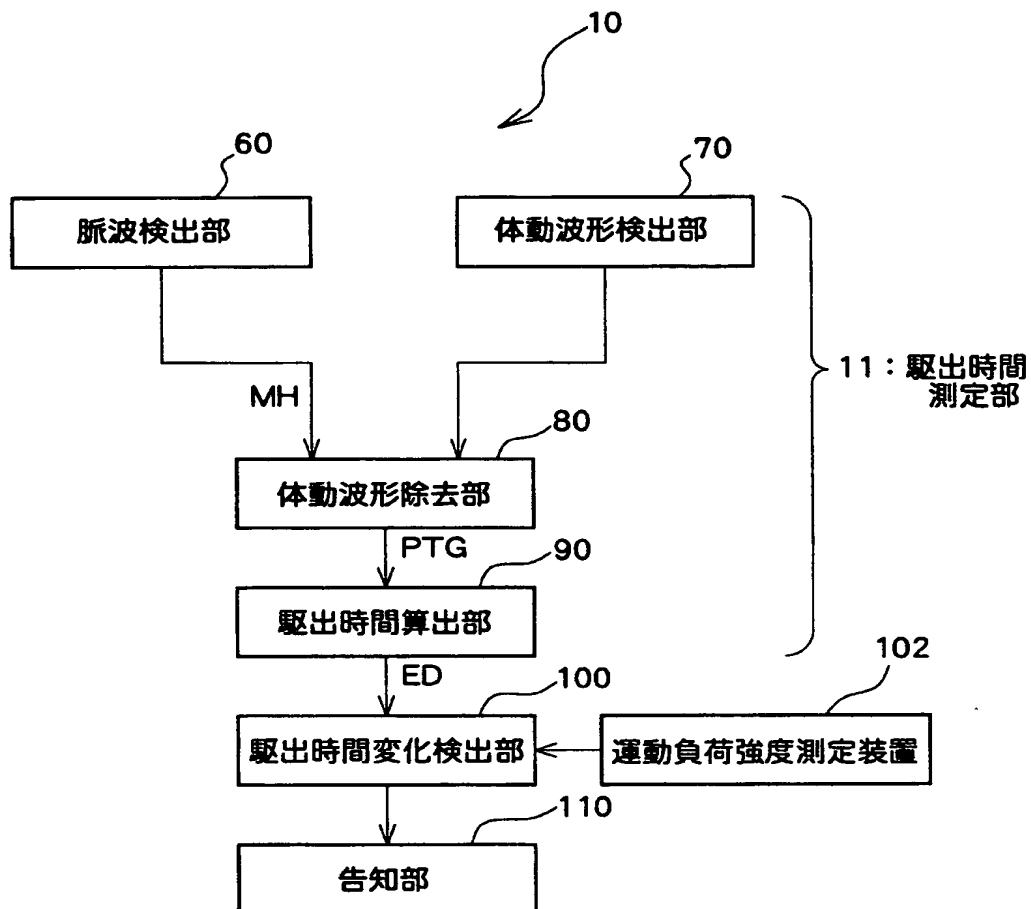 10
60
70
脈波検出部
体動波形検出部
11：駆出時間
測定部
MH
80
体動波形除去部
PTG
90
駆出時間算出部
ED
100
102
駆出時間変化検出部
運動負荷強度測定装置
110
告知部